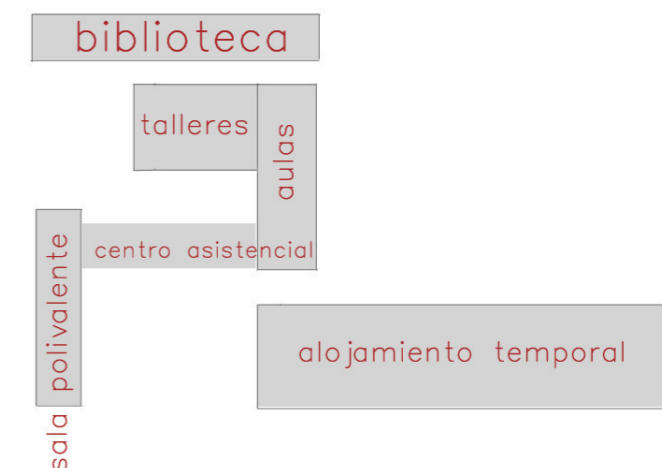 biblioteca
talleres
aulas
centro asistencial
sala polivalente
alojamiento temporal